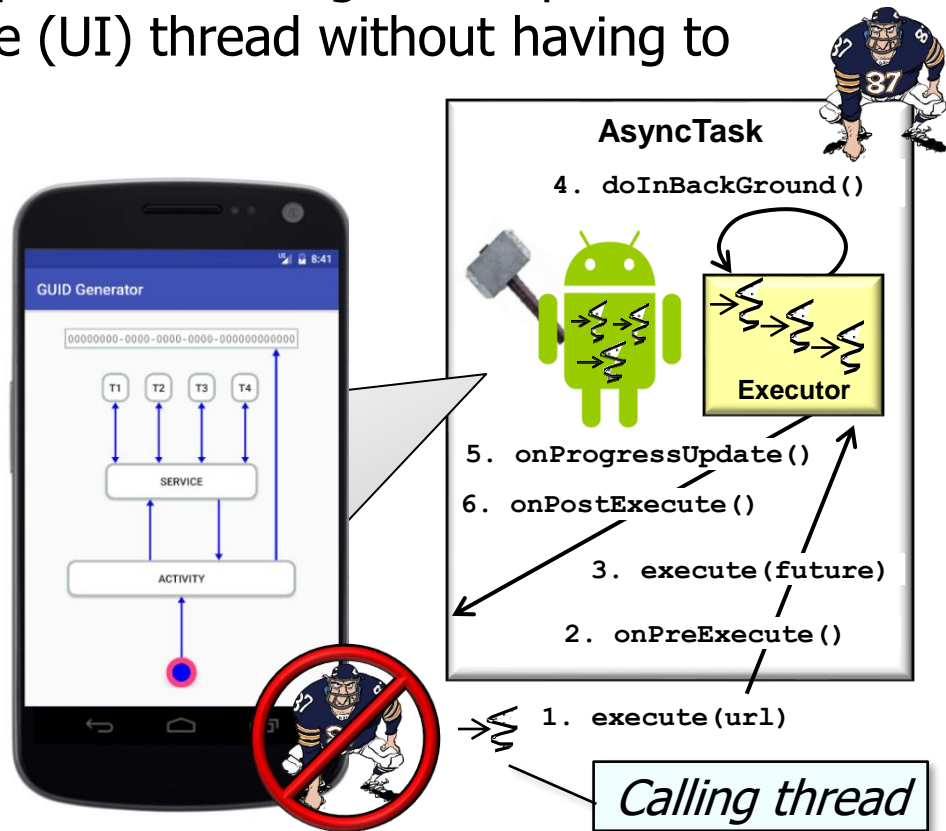 e (UI) thread without having to
AsyncTask
4. doInBackGround()
87
8:41
GUID Generator
00000000-0000-0000-0000-000000000000
T1 T2 T3 T4
Executor
SERVICE
5. onProgressUpdate()
6. onPostExecute()
ACTIVITY
3. execute(future)
2. onPreExecute()
1. execute(url)
Calling thread